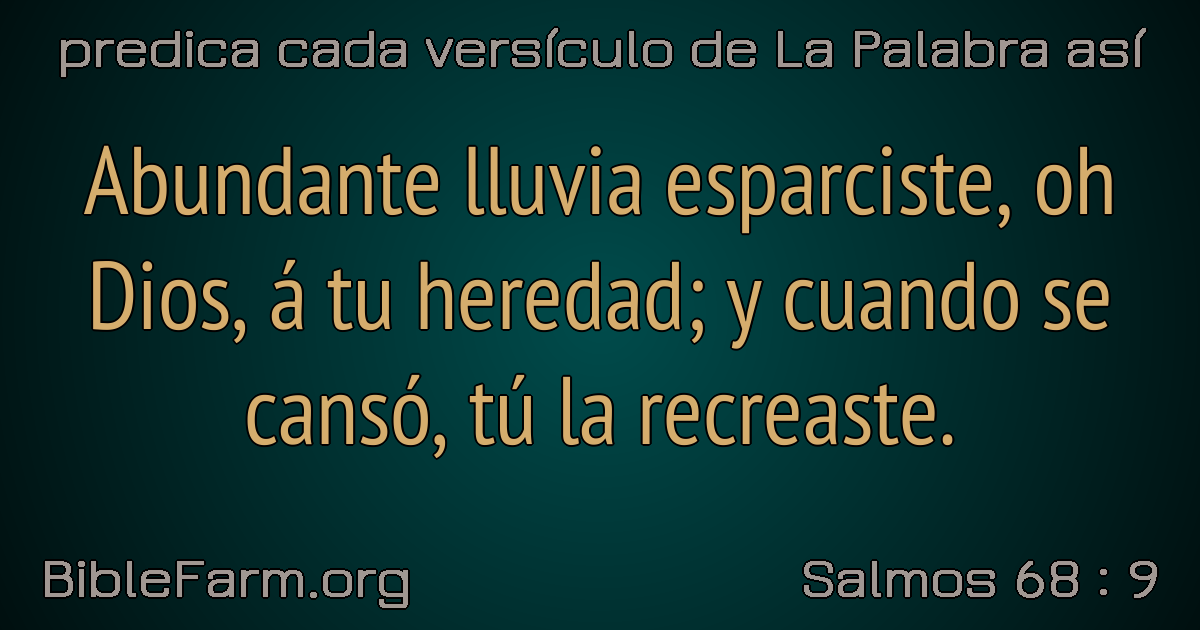 predica cada versículo de La Palabra así
Abundante lluvia esparciste, oh
Dios, á tu heredad; y cuando se
cansó, tú la recreaste.
BibleFarm.org
Salmos 68 : 9